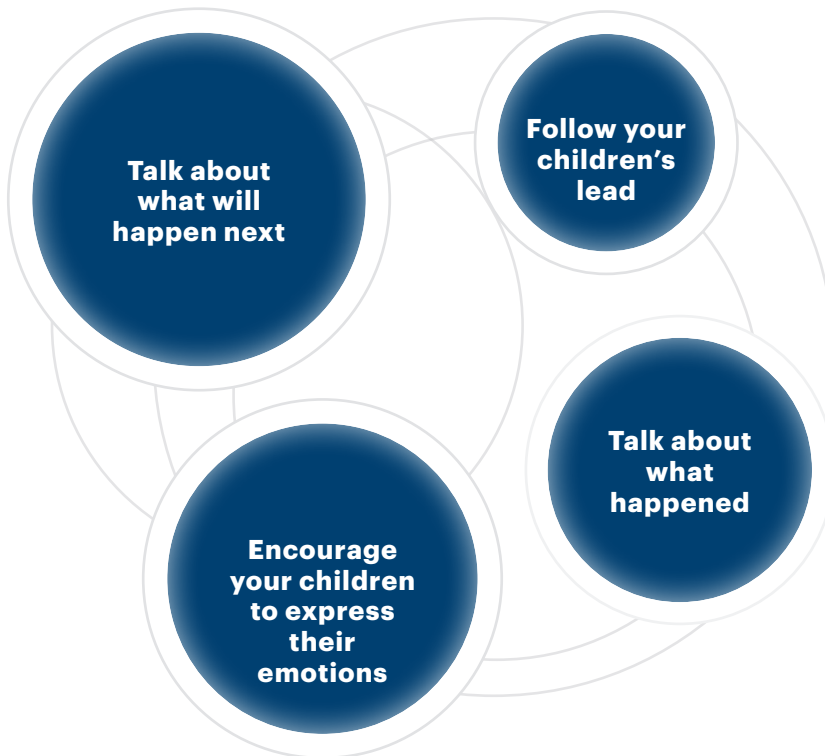 Talk about
what will
happen next
Follow your
children’s
lead
Talk about
what
happened
Encourage
your children
to express
their
emotions